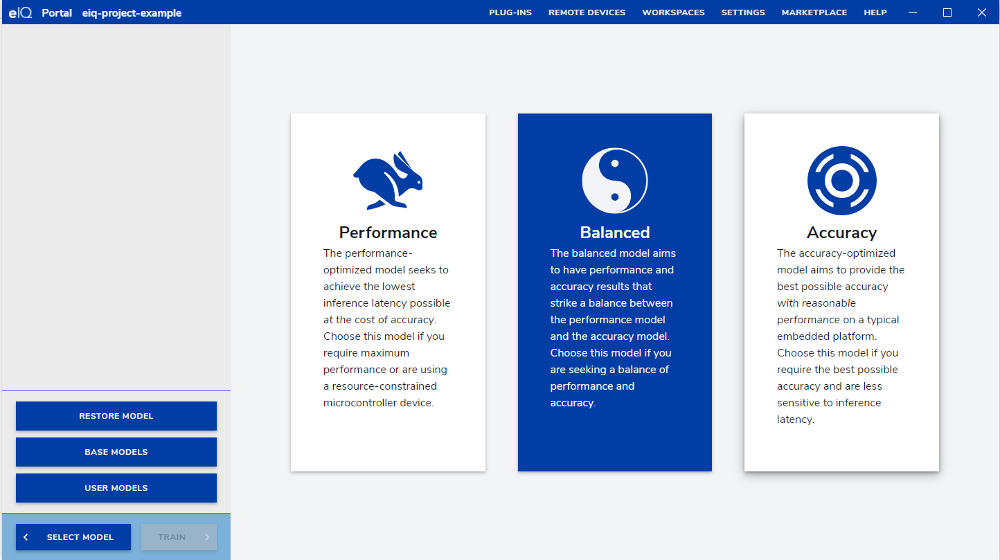 eIQ Portal eiq-project-example PLUG-INS REMOTE DEVICES WORKSPACES SETTINGS MARKETPLACE HELP
Performance
The performance-
optimized model seeks to
achieve the lowest
inference latency possible
at the cost of accuracy.
Choose this model if you
require maximum
performance or are using
a resource-constrained
microcontroller device.
Balanced
The balanced model aims
to have performance and
accuracy results that
strike a balance between
the performance model
and the accuracy model.
Choose this model if you
are seeking a balance of
performance and
accuracy.
Accuracy
The accuracy-optimized
model aims to provide the
best possible accuracy
with reasonable
performance on a typical
embedded platform.
Choose this model if you
require the best possible
accuracy and are less
sensitive to inference
latency.
RESTORE MODEL
BASE MODELS
USER MODELS
SELECT MODEL TRAIN